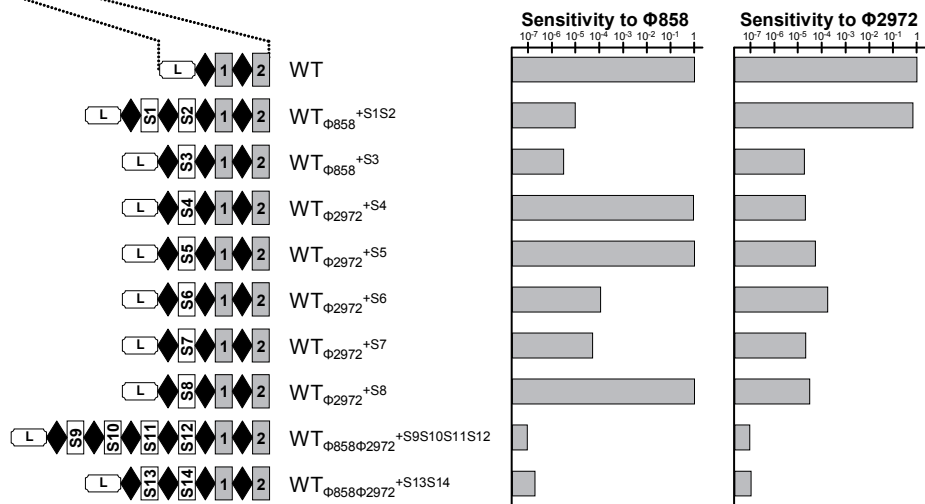 Sensitivity to Φ858 Sensitivity to Φ2972
10⁻⁷ 10⁻⁶ 10⁻⁵ 10⁻⁴ 10⁻³ 10⁻² 10⁻¹ 1 10⁻⁷ 10⁻⁶ 10⁻⁵ 10⁻⁴ 10⁻³ 10⁻² 10⁻¹ 1
L 1 2 WT
L S1 S2 1 2 WTΦ858+S1S2
L S3 1 2 WTΦ858+S3
L S4 1 2 WTΦ2972+S4
L S5 1 2 WTΦ2972+S5
L S6 1 2 WTΦ2972+S6
L S7 1 2 WTΦ2972+S7
L S8 1 2 WTΦ2972+S8
L S9 S10 S11 S12 1 2 WTΦ858Φ2972+S9S10S11S12
L S13 S14 1 2 WTΦ858Φ2972+S13S14